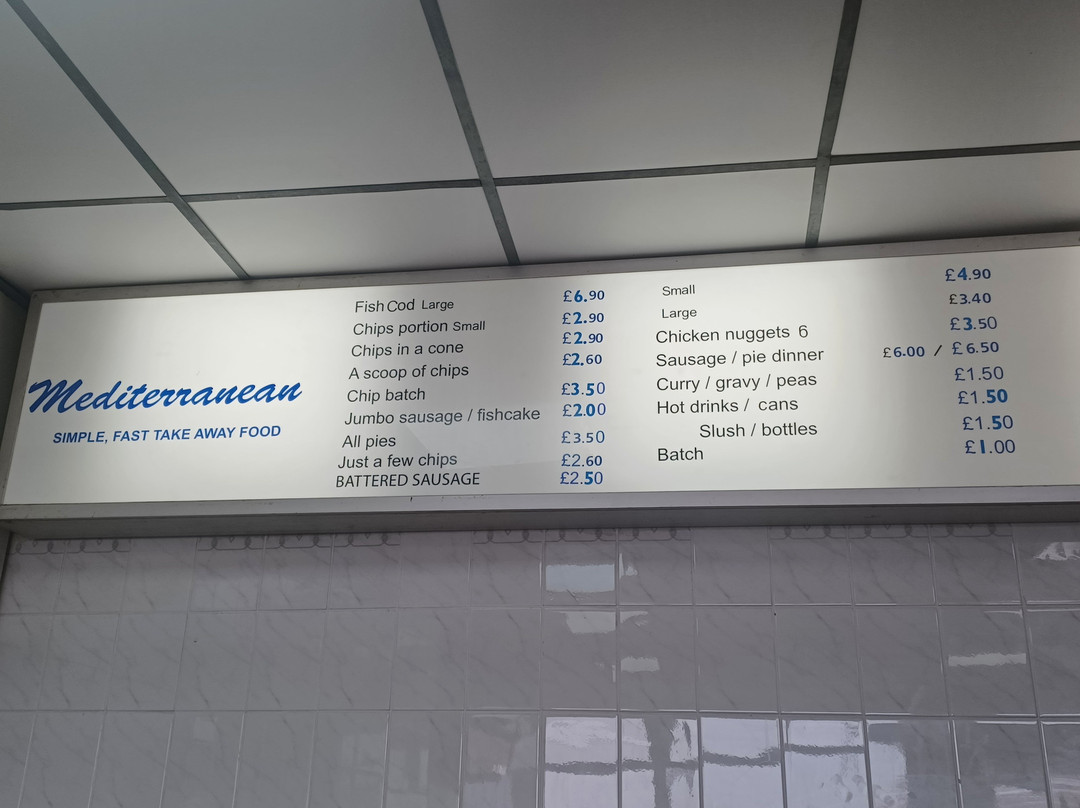 Mediterranean
SIMPLE, FAST TAKE AWAY FOOD
Fish Cod Large £6.90
Chips portion Small £2.90
Chips in a cone £2.90
A scoop of chips £2.60
Chip batch £3.50
Jumbo sausage / fishcake £2.00
All pies £3.50
Just a few chips £2.60
BATTERED SAUSAGE £2.50
Small £4.90
Large £3.40
Chicken nuggets 6 £3.50
Sausage / pie dinner £6.00 / £6.50
Curry / gravy / peas £1.50
Hot drinks / cans £1.50
Slush / bottles £1.50
Batch £1.00